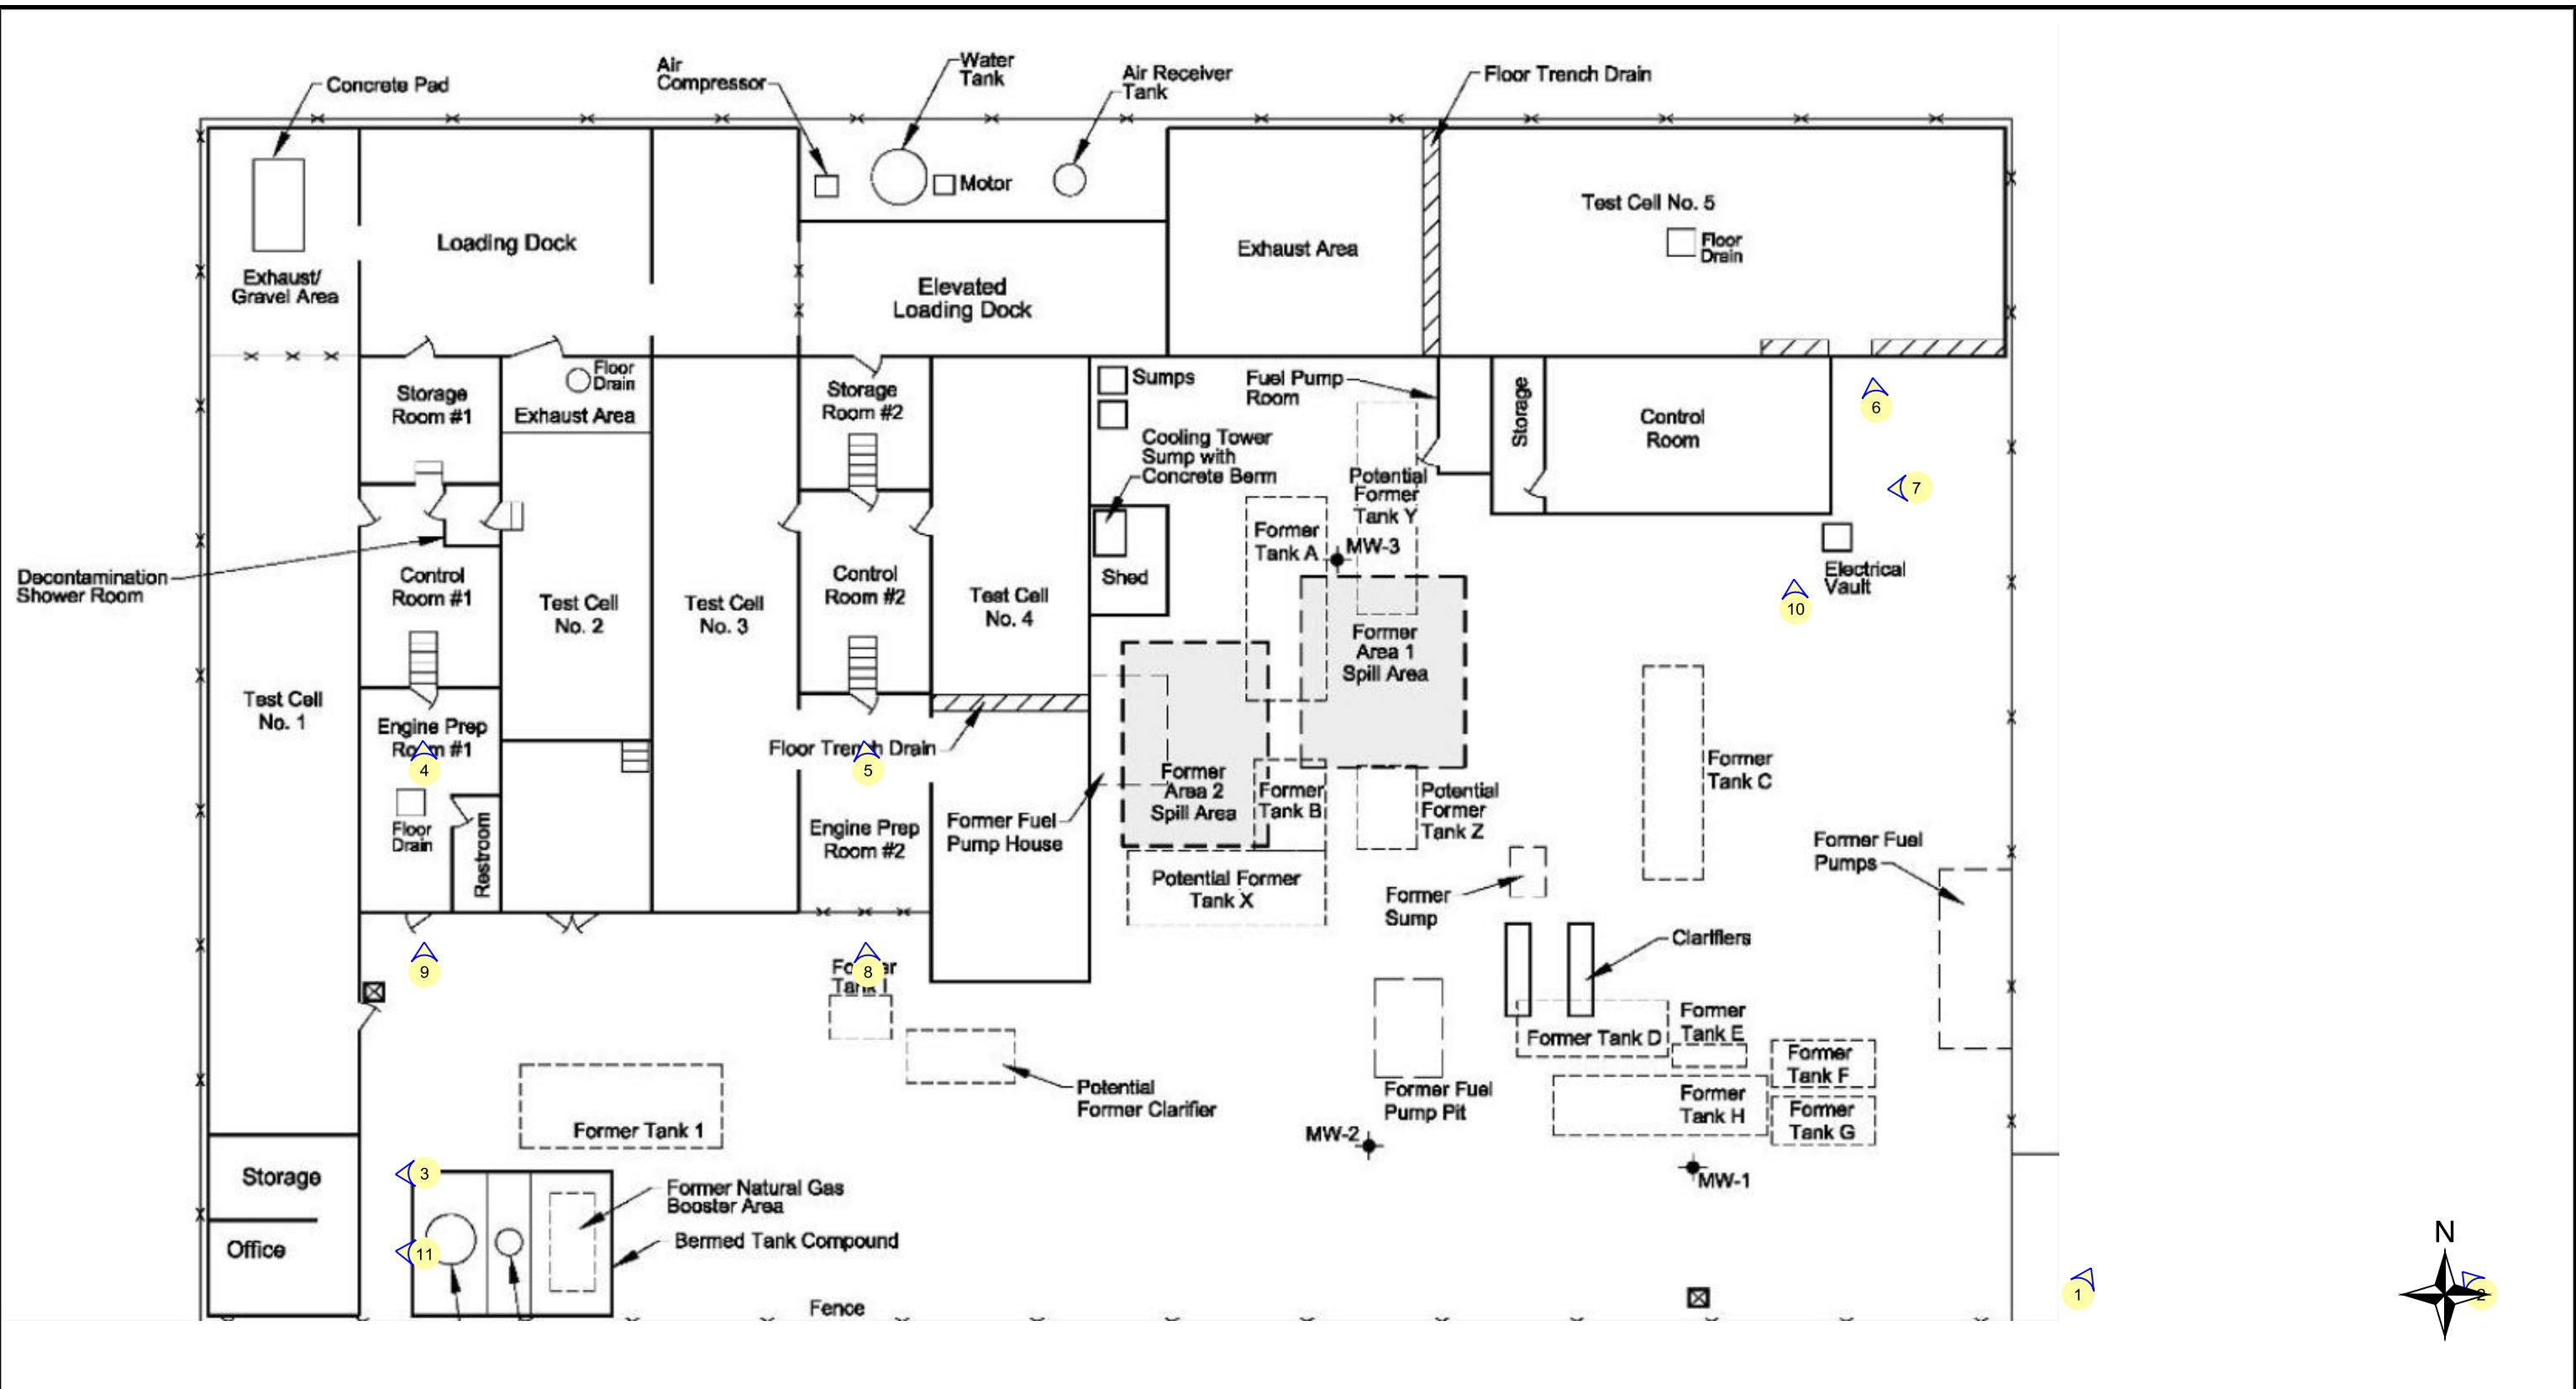 Concrete Pad
Air
Compressor
Water
Tank
Air Receiver
Tank
Floor Trench Drain
Motor
Test Cell No. 5
Floor
Drain
Loading Dock
Exhaust Area
Exhaust/
Gravel Area
Elevated
Loading Dock
Floor
Drain
Exhaust Area
Storage
Room #1
Storage
Room #2
Sumps
Fuel Pump
Room
Storage
Control
Room
6
Cooling Tower
Sump with
Concrete Berm
Potential
Former
Tank Y
7
Former
Tank A
MW-3
Decontamination
Shower Room
Control
Room #1
Test Cell
No. 2
Test Cell
No. 3
Control
Room #2
Test Cell
No. 4
Shed
Electrical
Vault
10
Former
Area 1
Spill Area
Test Cell
No. 1
Engine Prep
Room #1
4
Floor Trench Drain
5
Former
Area 2
Spill Area
Former
Tank B
Potential
Former
Tank Z
Former
Tank C
Floor
Drain
Restroom
Engine Prep
Room #2
Former Fuel
Pump House
Potential Former
Tank X
Former
Sump
Former Fuel
Pumps
Clarifiers
9
8
Former
Tank I
Former Tank D
Former
Tank E
Former
Tank F
Former
Tank H
Former
Tank G
Former Fuel
Pump Pit
Potential
Former Clarifier
Former Tank 1
MW-2
MW-1
Storage
3
Former Natural Gas
Booster Area
Office
11
Bermed Tank Compound
Fence
N
1
2